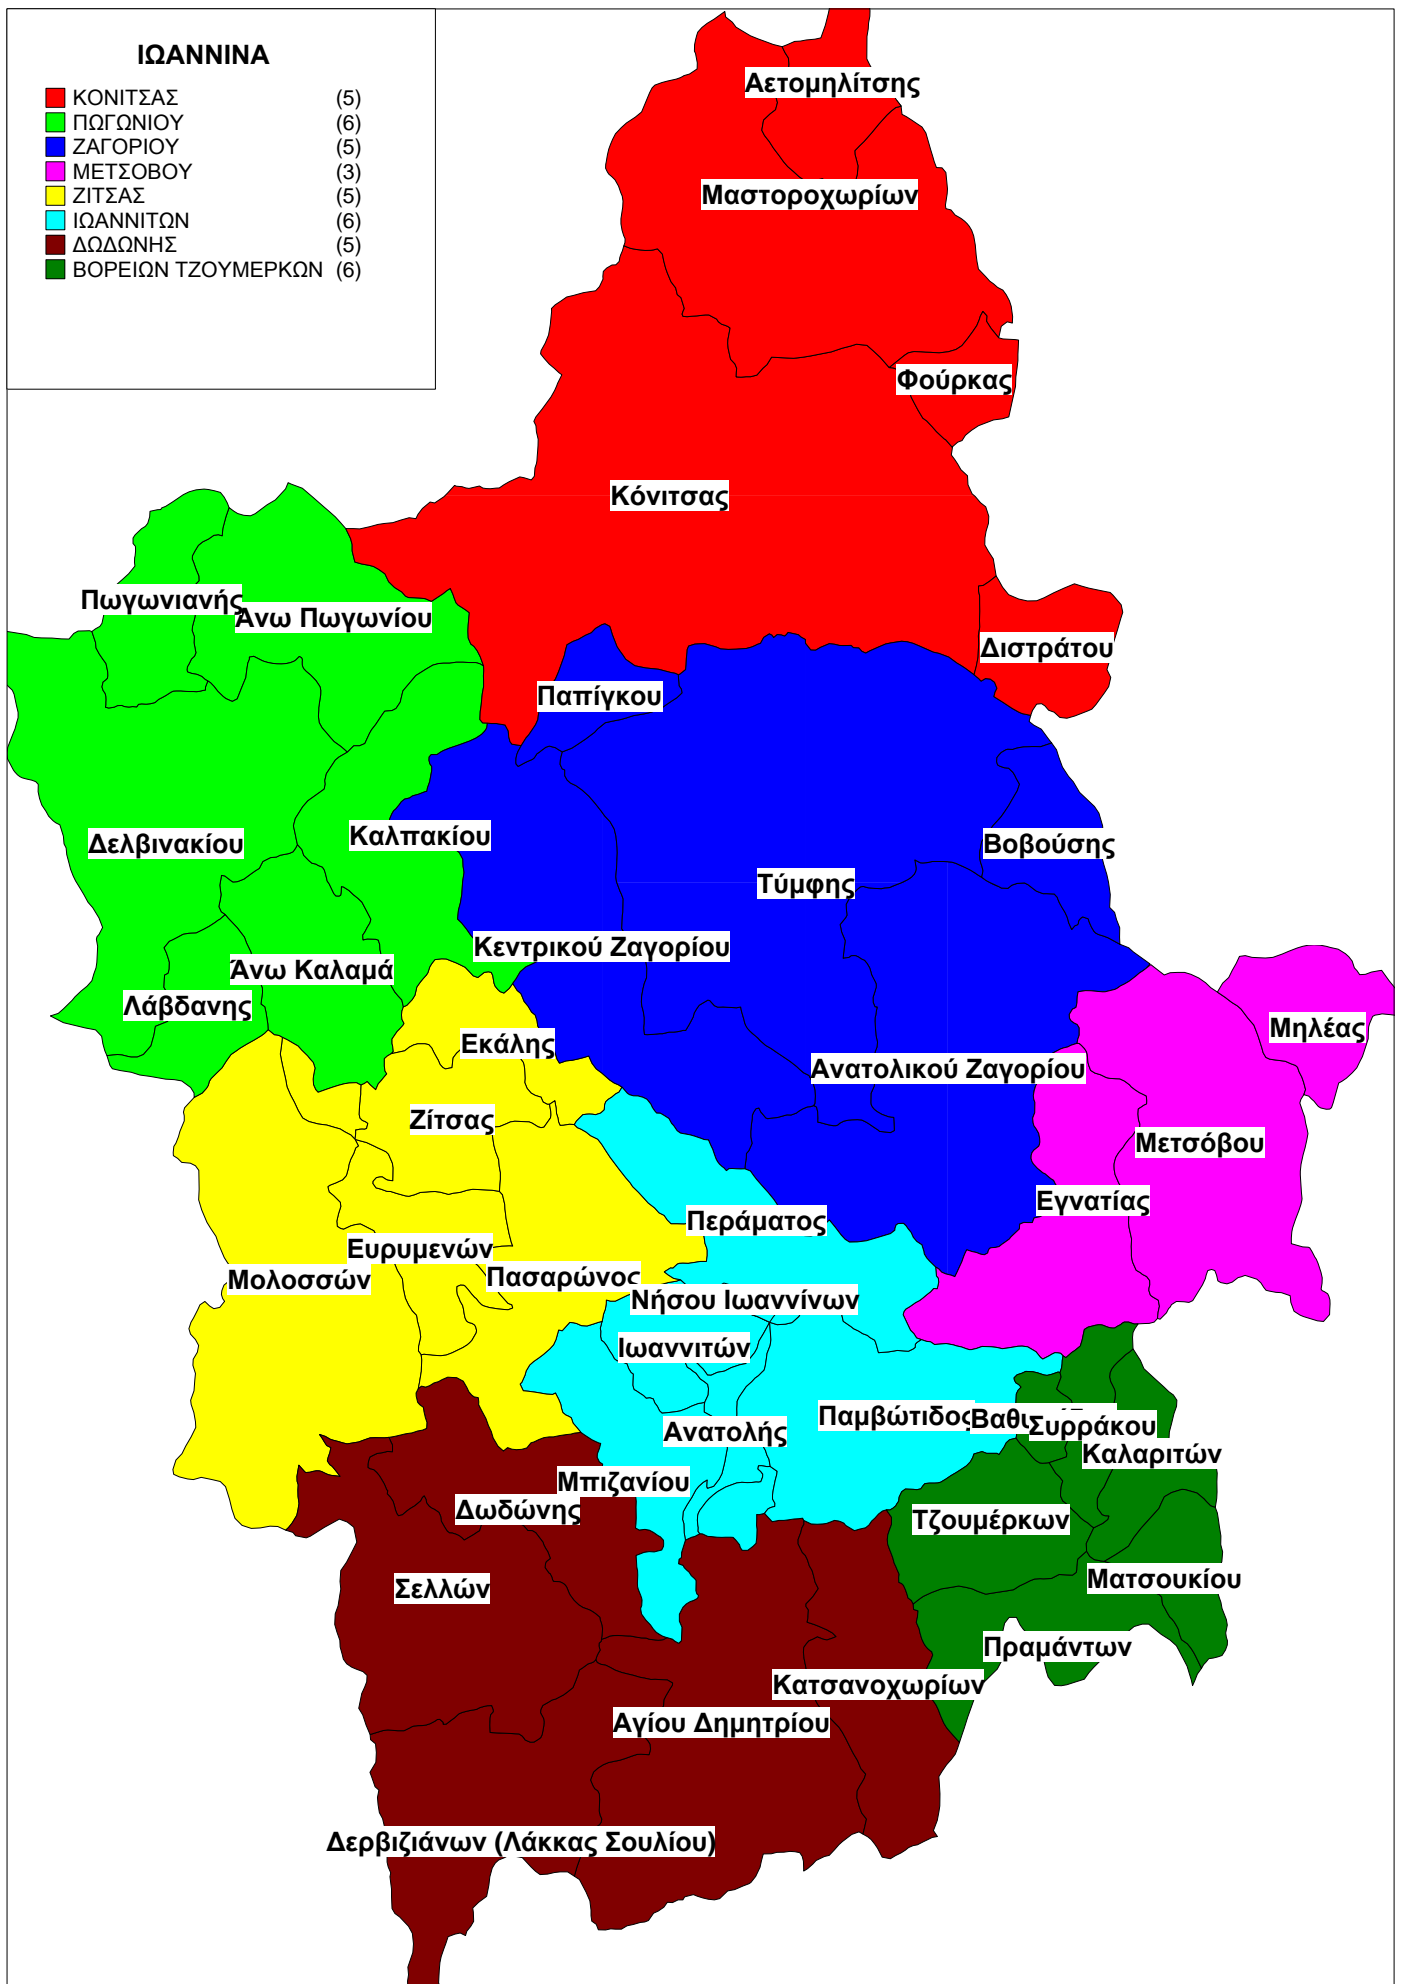 ΙΩΑΝΝΙΝΑ
ΚΟΝΙΤΣΑΣ (5)
ΠΩΓΩΝΙΟΥ (6)
ΖΑΓΟΡΙΟΥ (5)
ΜΕΤΣΟΒΟΥ (3)
ΖΙΤΣΑΣ (5)
ΙΩΑΝΝΙΤΩΝ (6)
ΔΩΔΩΝΗΣ (5)
ΒΟΡΕΙΩΝ ΤΖΟΥΜΕΡΚΩΝ (6)
Αετομηλίτσης
Μαστοροχωρίων
Φούρκας
Κόνιτσας
Πωγωνιανής
Άνω Πωγωνίου
Διστράτου
Παπίγκου
Δελβινακίου
Καλπακίου
Βοβούσης
Τύμφης
Κεντρικού Ζαγορίου
Άνω Καλαμά
Λάβδανης
Μηλέας
Εκάλης
Ανατολικού Ζαγορίου
Ζίτσας
Μετσόβου
Εγνατίας
Περάματος
Ευρυμενών
Μολοσσών
Πασαρώνος
Νήσου Ιωαννίνων
Ιωαννιτών
Παμβώτιδος
Συρράκου
Ανατολής
Καλαριτών
Μπιζανίου
Δωδώνης
Τζουμέρκων
Σελλών
Ματσουκίου
Πραμάντων
Κατσανοχωρίων
Αγίου Δημητρίου
Δερβιζιάνων (Λάκκας Σουλίου)